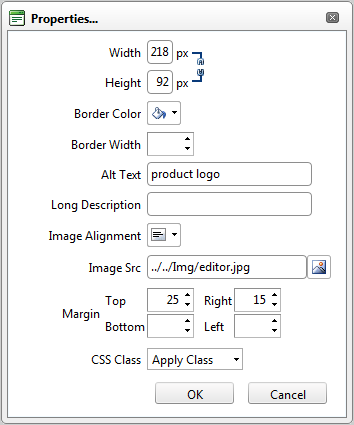 Properties...
Width 218 px
Height 92 px
Border Color
Border Width
Alt Text product logo
Long Description
Image Alignment
Image Src ../../Img/editor.jpg
Top 25 Right 15
Margin
Bottom Left
CSS Class Apply Class
OK Cancel